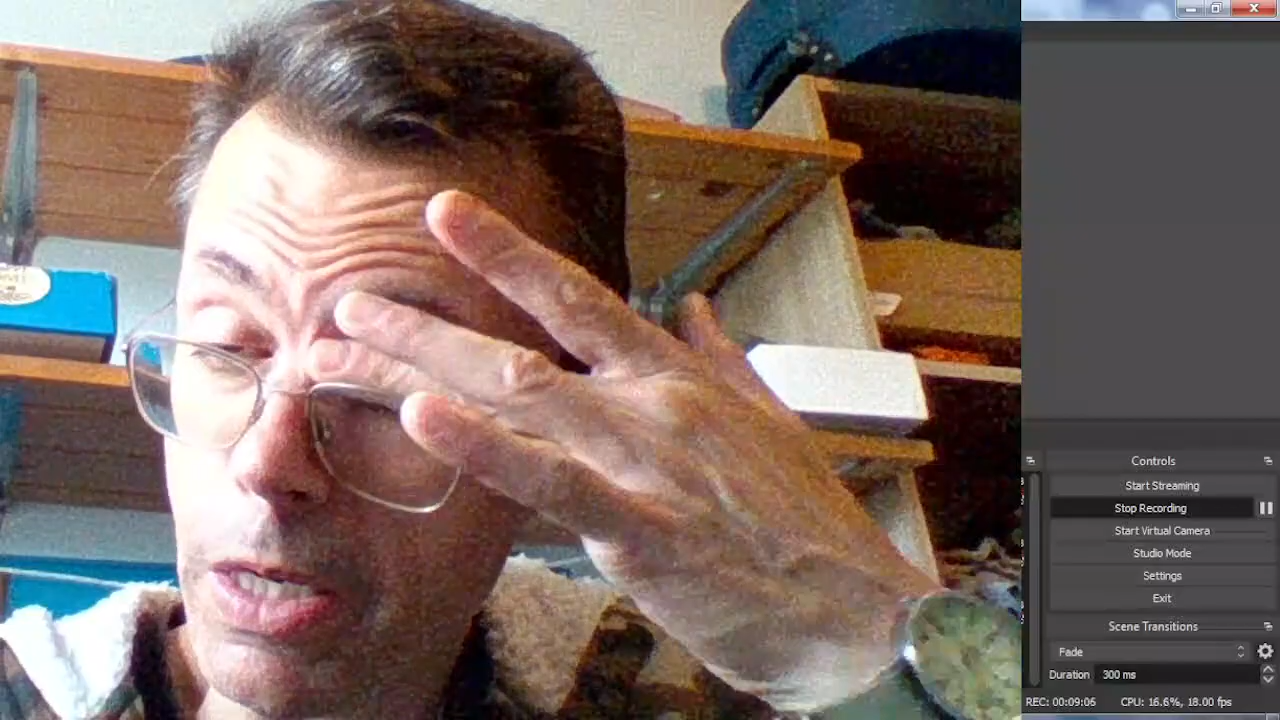 Controls
Start Streaming
Stop Recording
Start Virtual Camera
Studio Mode
Settings
Exit
Scene Transitions
Fade
Duration 300 ms
REC: 00:09:06 CPU: 16.6%, 18.00 fps